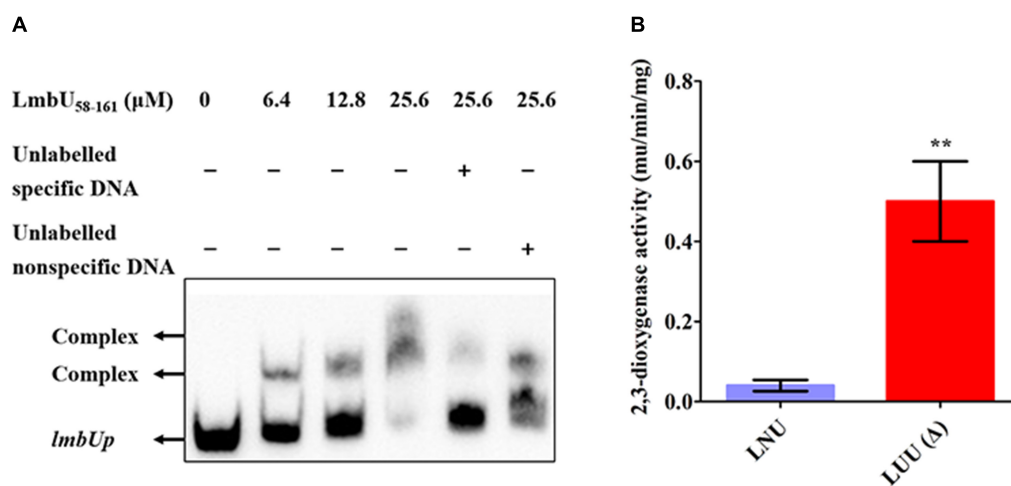 A
LmbU58-161 (μM) 0 6.4 12.8 25.6 25.6 25.6
Unlabelled
specific DNA – – – – + –
Unlabelled
nonspecific DNA – – – – – +
Complex
Complex
lmbUp
B
2,3-dioxygenase activity (mu/min/mg)
0.8
0.6
0.4
0.2
0.0
**
LNU
LUU (Δ)